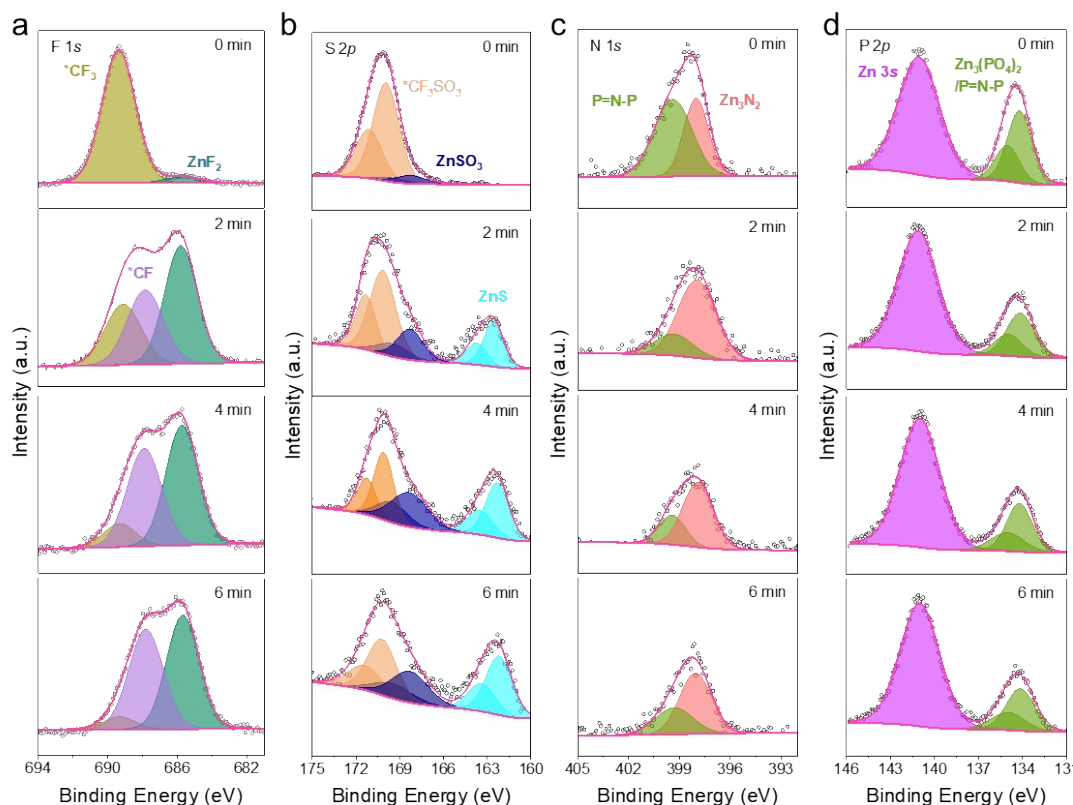 a
F 1s
0 min
*CF₃
ZnF₂
2 min
*CF
4 min
6 min
694 690 686 682
Binding Energy (eV)
Intensity (a.u.)
b
S 2p
0 min
*CF₃SO₃
ZnSO₃
2 min
ZnS
4 min
6 min
175 172 169 166 163 160
Binding Energy (eV)
Intensity (a.u.)
c
N 1s
0 min
P=N-P
Zn₃N₂
2 min
4 min
6 min
405 402 399 396 393
Binding Energy (eV)
Intensity (a.u.)
d
P 2p
0 min
Zn 3s
Zn₃(PO₄)₂
/P=N-P
2 min
4 min
6 min
146 143 140 137 134 131
Binding Energy (eV)
Intensity (a.u.)